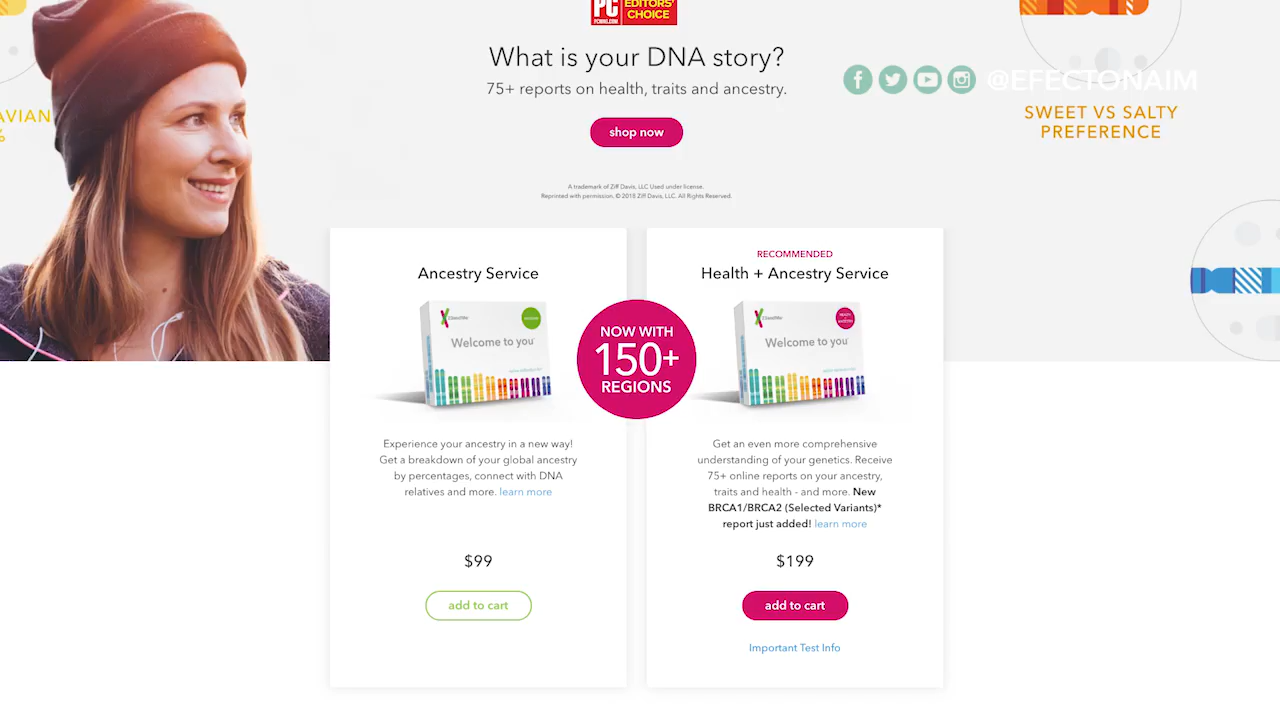 PC
PCMAG.COM
EDITORS'
CHOICE
What is your DNA story?
75+ reports on health, traits and ancestry.
shop now
@EFECTONAIM
AVIAN
%
SWEET VS SALTY
PREFERENCE
A trademark of Ziff Davis, LLC Used under license.
Reprinted with permission, © 2018 Ziff Davis, LLC. All Rights Reserved.
Ancestry Service
Welcome to you
Experience your ancestry in a new way!
Get a breakdown of your global ancestry
by percentages, connect with DNA
relatives and more. learn more
$99
add to cart
NOW WITH
150+
REGIONS
RECOMMENDED
Health + Ancestry Service
Welcome to you
Get an even more comprehensive
understanding of your genetics. Receive
75+ online reports on your ancestry,
traits and health - and more. New
BRCA1/BRCA2 (Selected Variants)*
report just added! learn more
$199
add to cart
Important Test Info